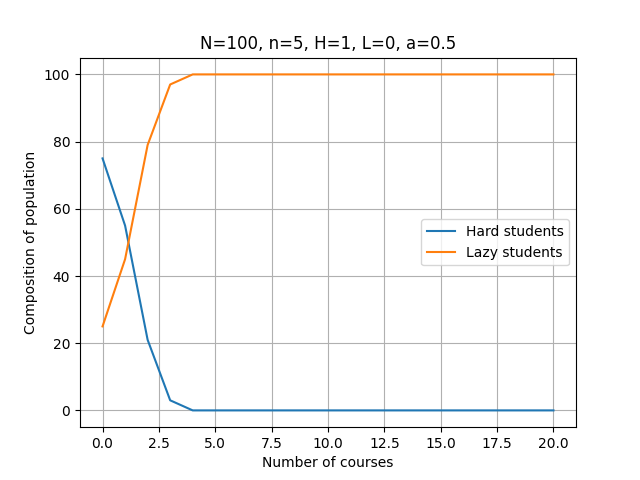 N=100, n=5, H=1, L=0, a=0.5
Composition of population
100
80
60
40
20
0
Hard students
Lazy students
0.0 2.5 5.0 7.5 10.0 12.5 15.0 17.5 20.0
Number of courses